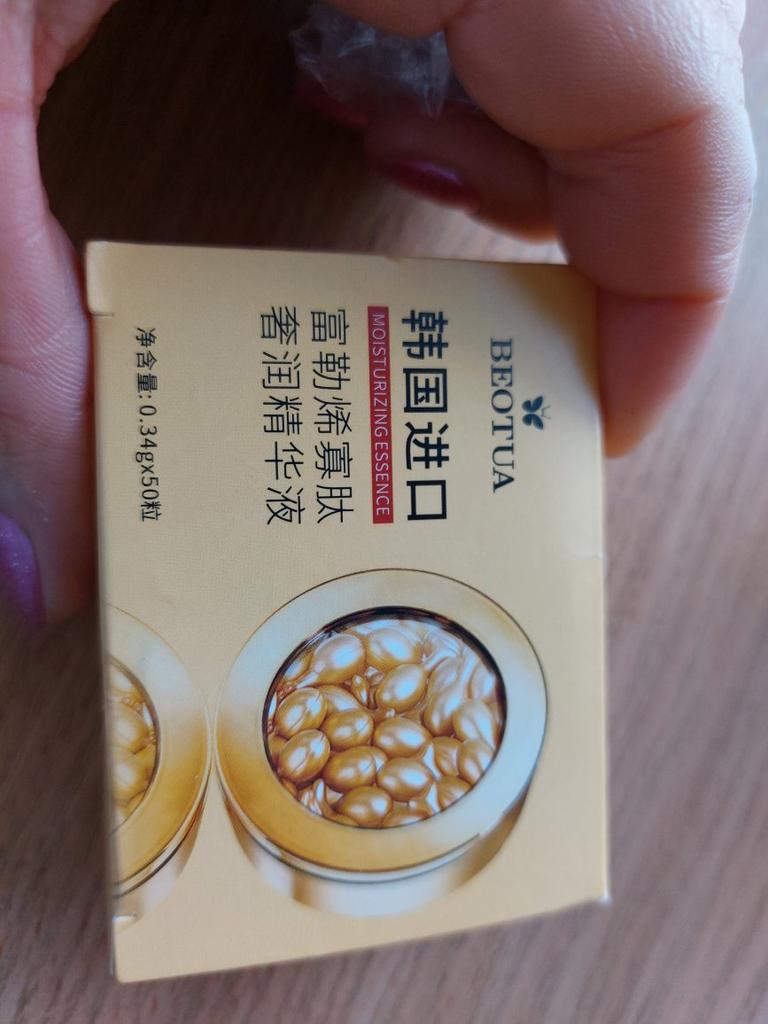 BEOTUA
韩国进口
MOISTURIZING ESSENCE
富勒烯寡肽
奢润精华液
净含量: 0.34gx50粒